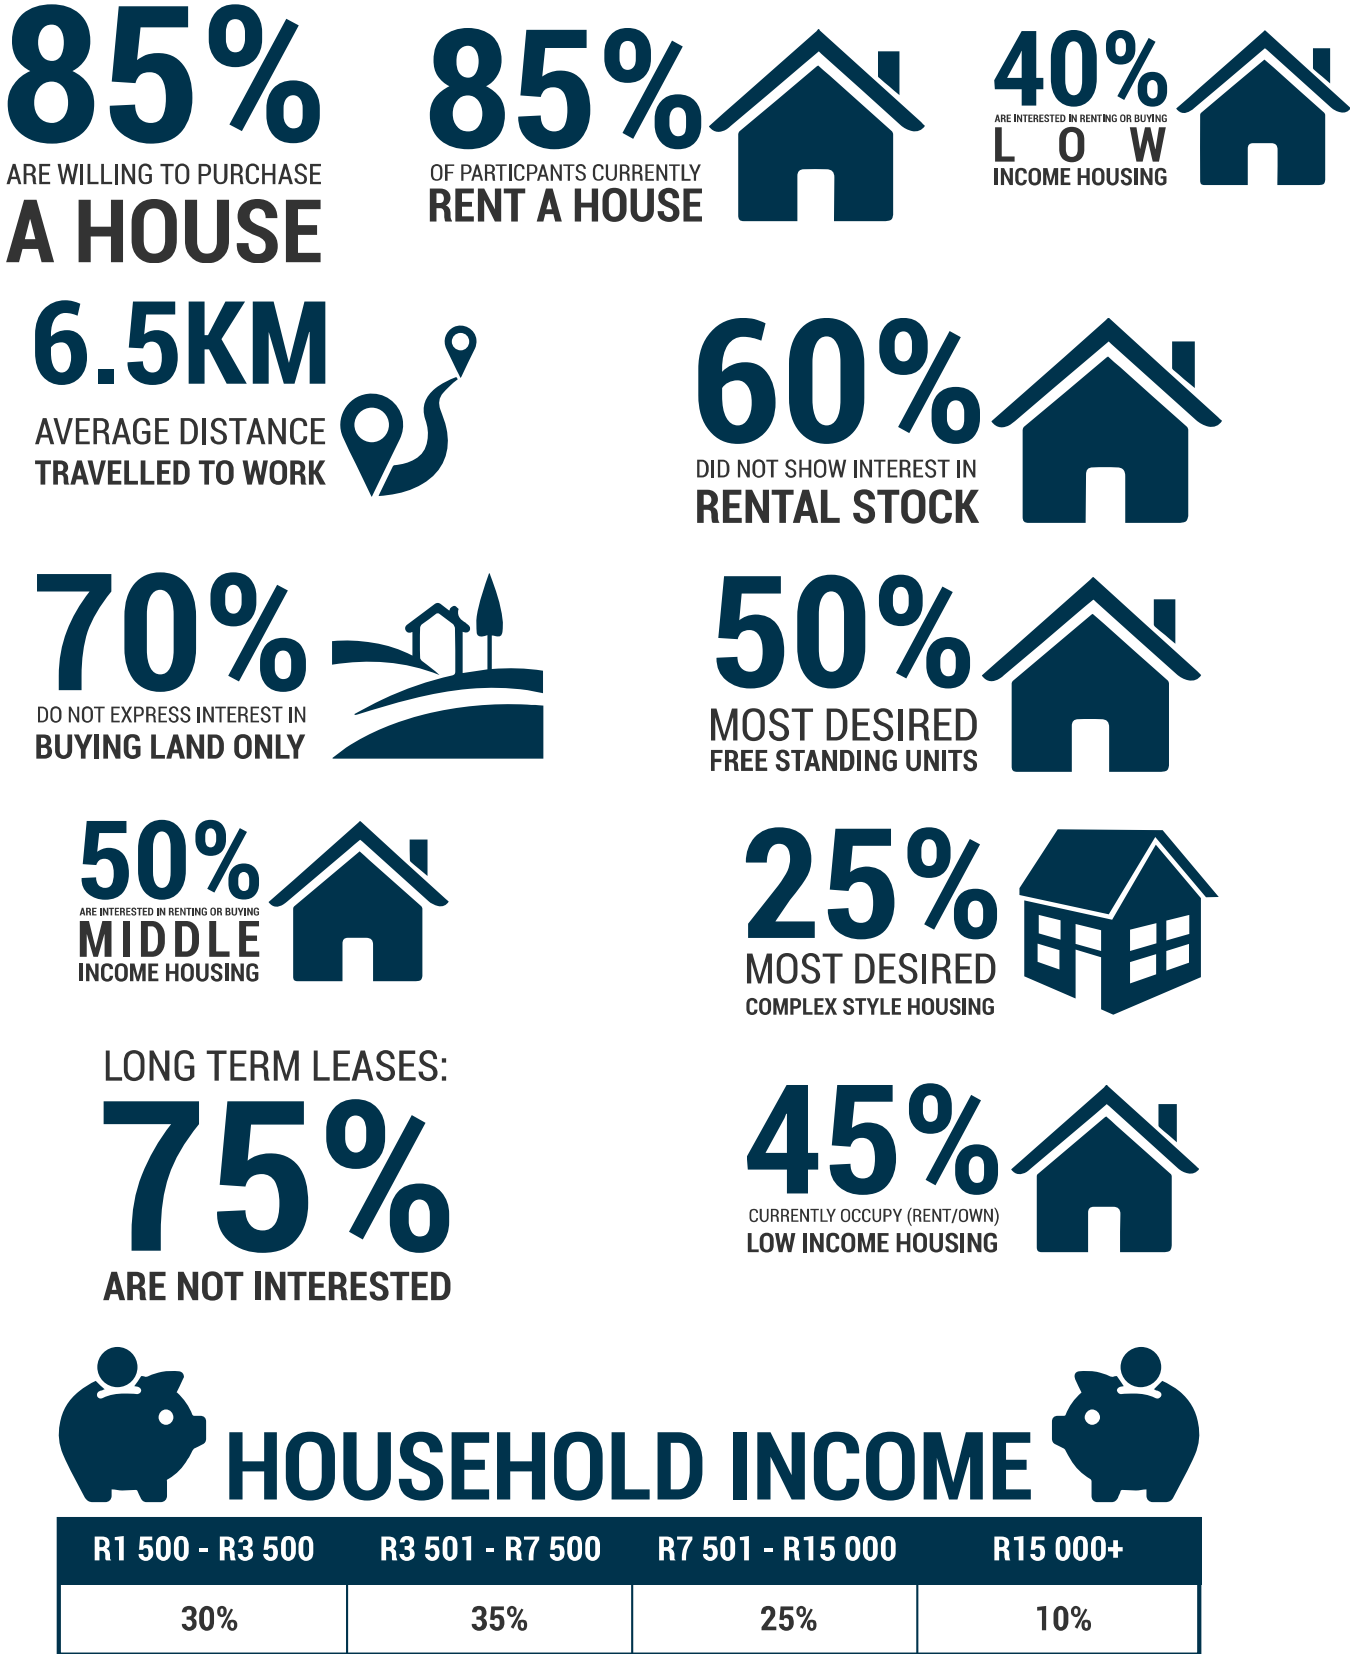 85%
ARE WILLING TO PURCHASE
A HOUSE
85%
OF PARTICPANTS CURRENTLY
RENT A HOUSE
40%
ARE INTERESTED IN RENTING OR BUYING
LOW
INCOME HOUSING
6.5KM
AVERAGE DISTANCE
TRAVELLED TO WORK
60%
DID NOT SHOW INTEREST IN
RENTAL STOCK
70%
DO NOT EXPRESS INTEREST IN
BUYING LAND ONLY
50%
MOST DESIRED
FREE STANDING UNITS
50%
ARE INTERESTED IN RENTING OR BUYING
MIDDLE
INCOME HOUSING
25%
MOST DESIRED
COMPLEX STYLE HOUSING
LONG TERM LEASES:
75%
ARE NOT INTERESTED
45%
CURRENTLY OCCUPY (RENT/OWN)
LOW INCOME HOUSING
HOUSEHOLD INCOME
R1 500 - R3 500 R3 501 - R7 500 R7 501 - R15 000 R15 000+
30% 35% 25% 10%